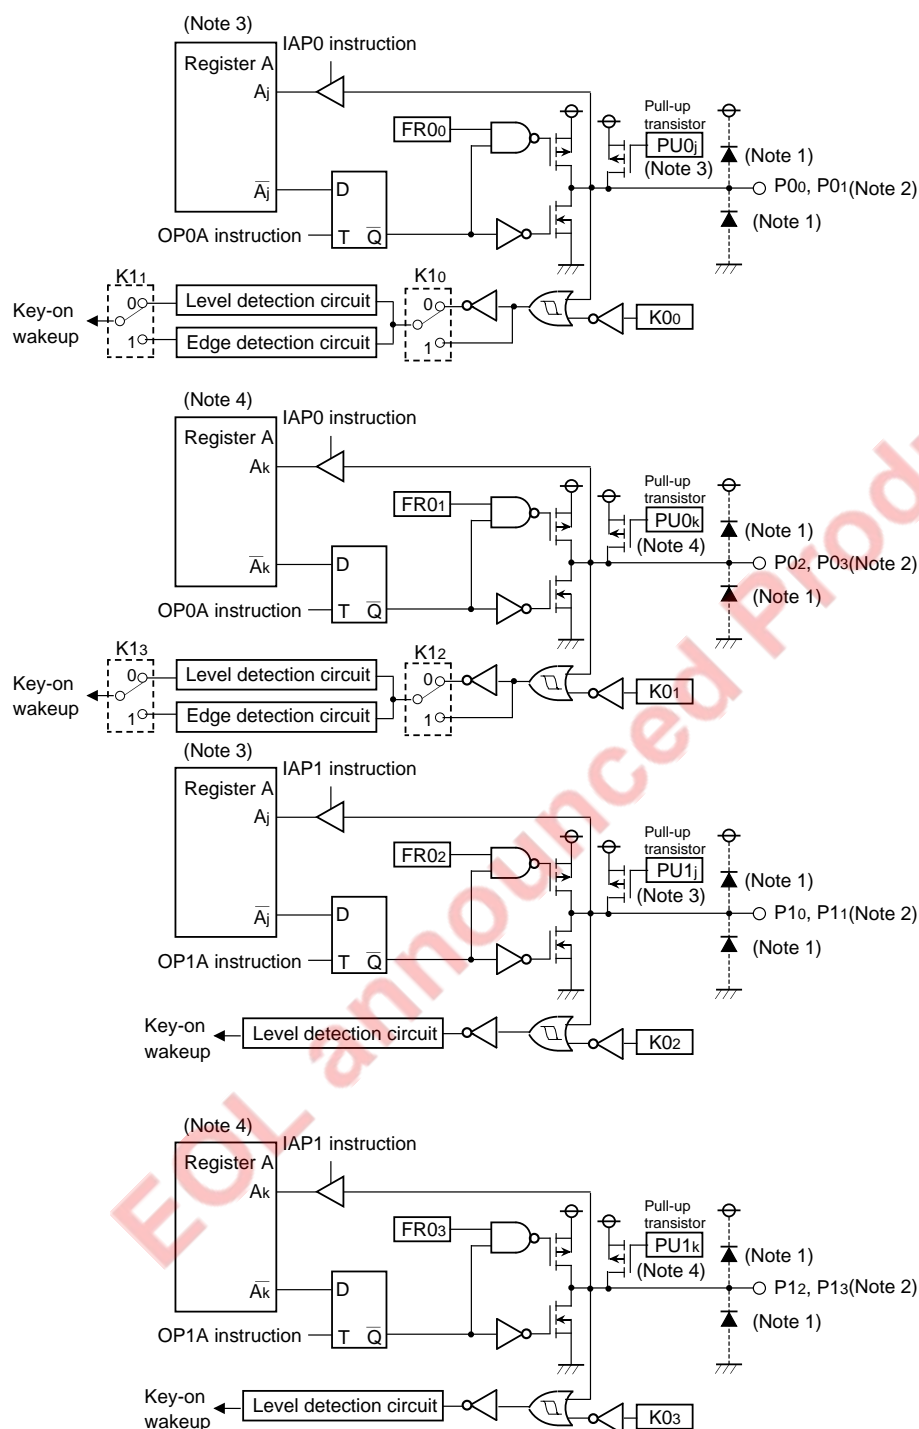 (Note 3)
IAP0 instruction
Register A
Aj
Pull-up
transistor
FR00
PU0j
(Note 3)
(Note 1)
Aj
D
P00, P01(Note 2)
(Note 1)
OP0A instruction
T
Q
K11
K10
Key-on
wakeup
0
1
Level detection circuit
Edge detection circuit
0
1
K00
(Note 4)
IAP0 instruction
Register A
Ak
Pull-up
transistor
FR01
PU0k
(Note 4)
(Note 1)
Ak
D
P02, P03(Note 2)
(Note 1)
OP0A instruction
T
Q
K13
K12
Key-on
wakeup
0
1
Level detection circuit
Edge detection circuit
0
1
K01
(Note 3)
IAP1 instruction
Register A
Aj
Pull-up
transistor
FR02
PU1j
(Note 3)
(Note 1)
Aj
D
P10, P11(Note 2)
(Note 1)
OP1A instruction
T
Q
Key-on
wakeup
Level detection circuit
K02
(Note 4)
IAP1 instruction
Register A
Ak
Pull-up
transistor
FR03
PU1k
(Note 4)
(Note 1)
Ak
D
P12, P13(Note 2)
(Note 1)
OP1A instruction
T
Q
Key-on
wakeup
Level detection circuit
K03
EOL announced Produ